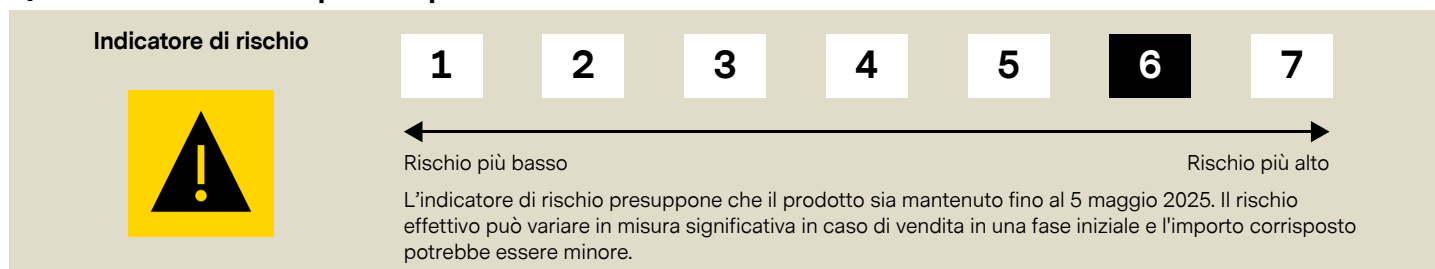 Indicatore di rischio
1 2 3 4 5 6 7
Rischio più basso Rischio più alto
L'indicatore di rischio presuppone che il prodotto sia mantenuto fino al 5 maggio 2025. Il rischio
effettivo può variare in misura significativa in caso di vendita in una fase iniziale e l'importo corrisposto
potrebbe essere minore.